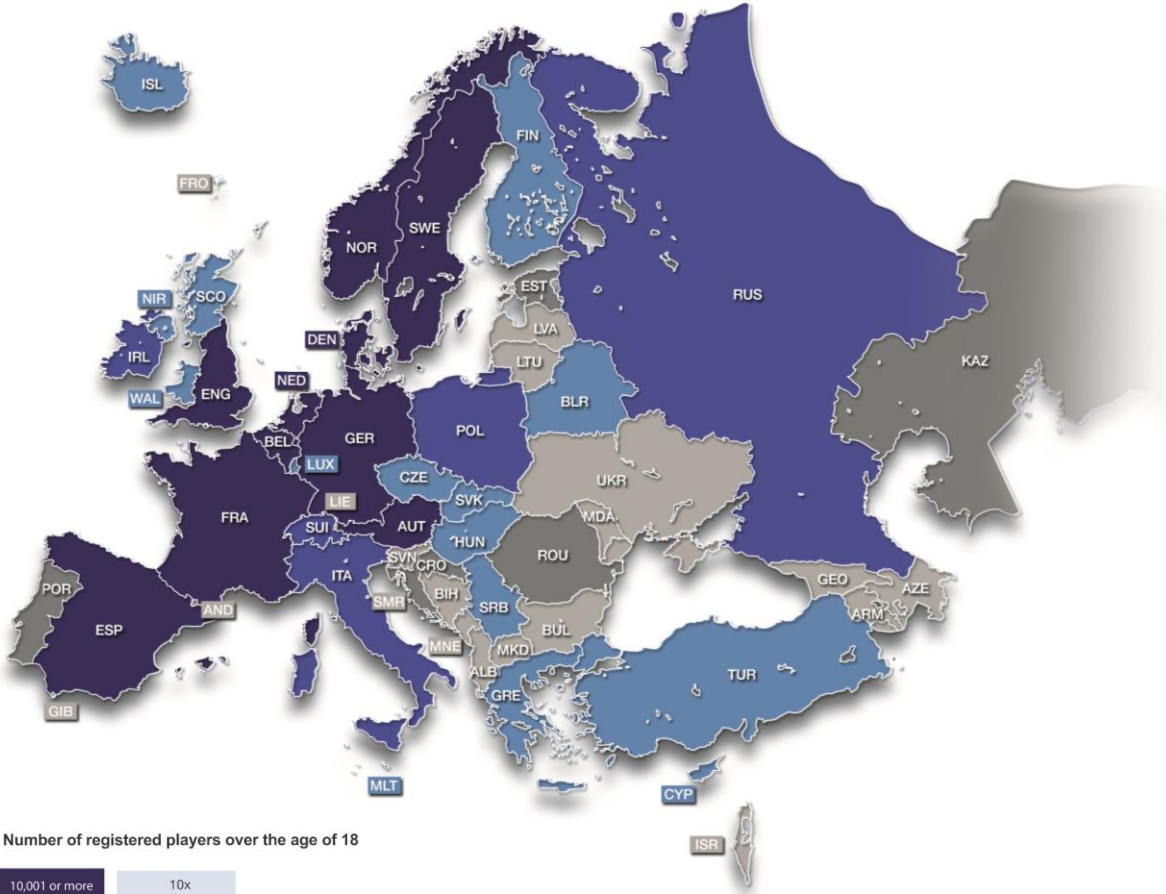 ISL
FIN
FRO
SWE
NOR
RUS
NIR
SCO
EST
LVA
DEN
IRL
LTU
KAZ
NED
WAL
ENG
BLR
BEL
GER
POL
LUX
CZE
UKR
SVK
LIE
FRA
MDA
SUI
AUT
HUN
ROU
SVN
CRO
ITA
GEO
AZE
POR
BIH
SMR
AND
SRB
ARM
ESP
BUL
MNE
MKD
ALB
TUR
GRE
GIB
MLT
CYP
Number of registered players over the age of 18
ISR
10,001 or more
10x